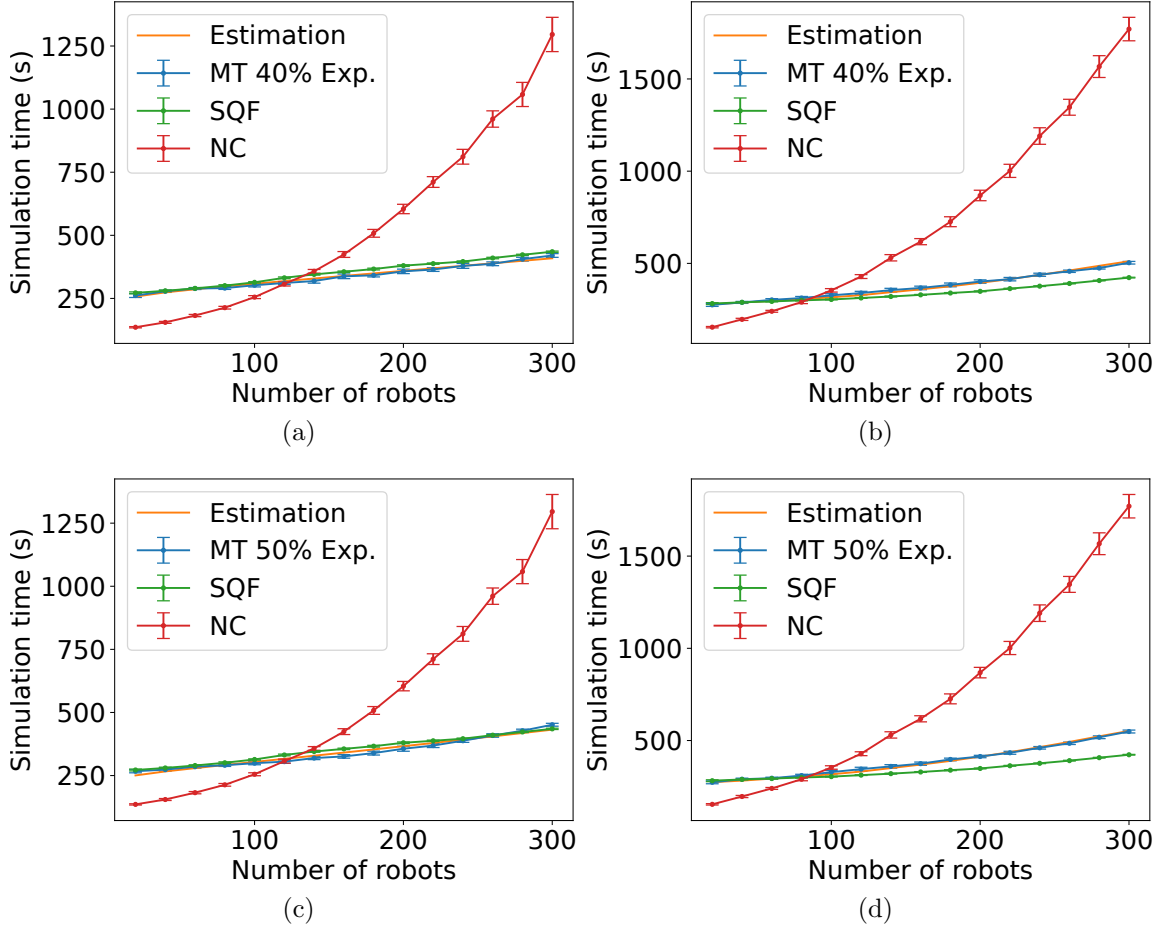 Simulation time (s)
1250
1000
750
500
250
Estimation
MT 40% Exp.
SQF
NC
100
200
300
Number of robots
(a)
Simulation time (s)
1500
1000
500
Estimation
MT 40% Exp.
SQF
NC
100
200
300
Number of robots
(b)
Simulation time (s)
1250
1000
750
500
250
Estimation
MT 50% Exp.
SQF
NC
100
200
300
Number of robots
(c)
Simulation time (s)
1500
1000
500
Estimation
MT 50% Exp.
SQF
NC
100
200
300
Number of robots
(d)